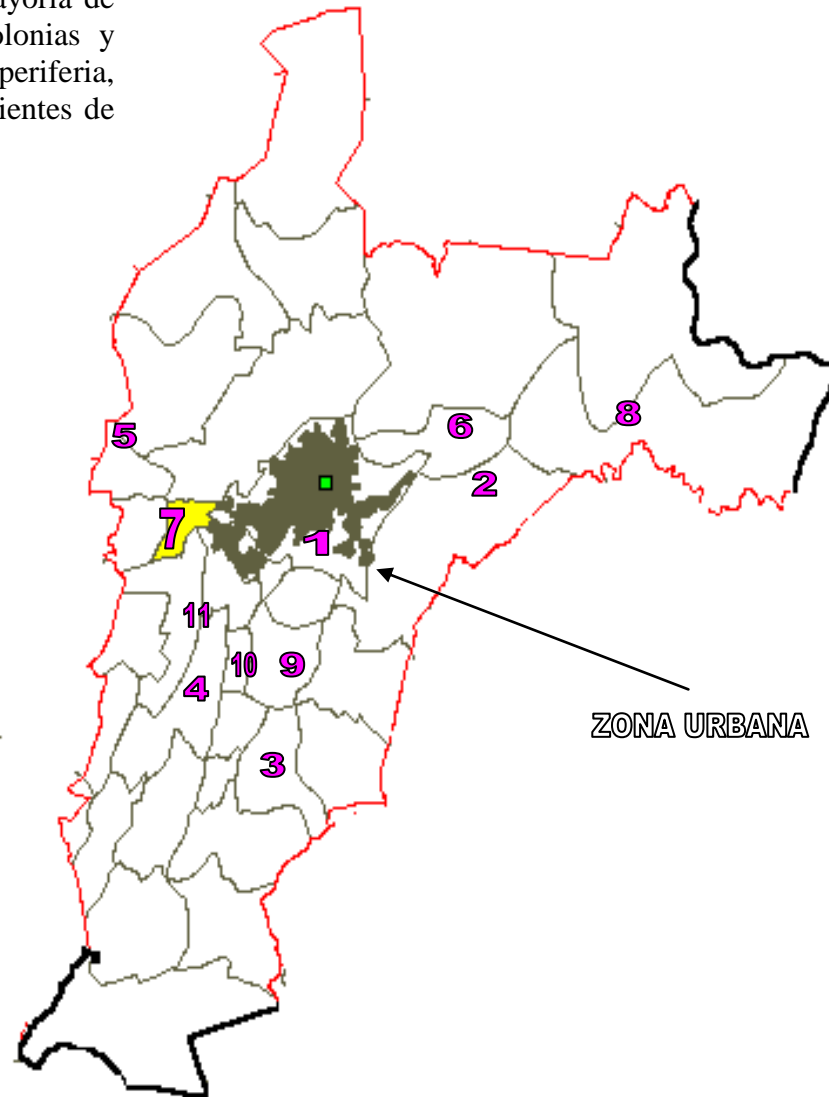 ayoría de
olonias y
periferia,
ientes de
5
6
8
2
7
1
11
10
9
4
ZONA URBANA
3